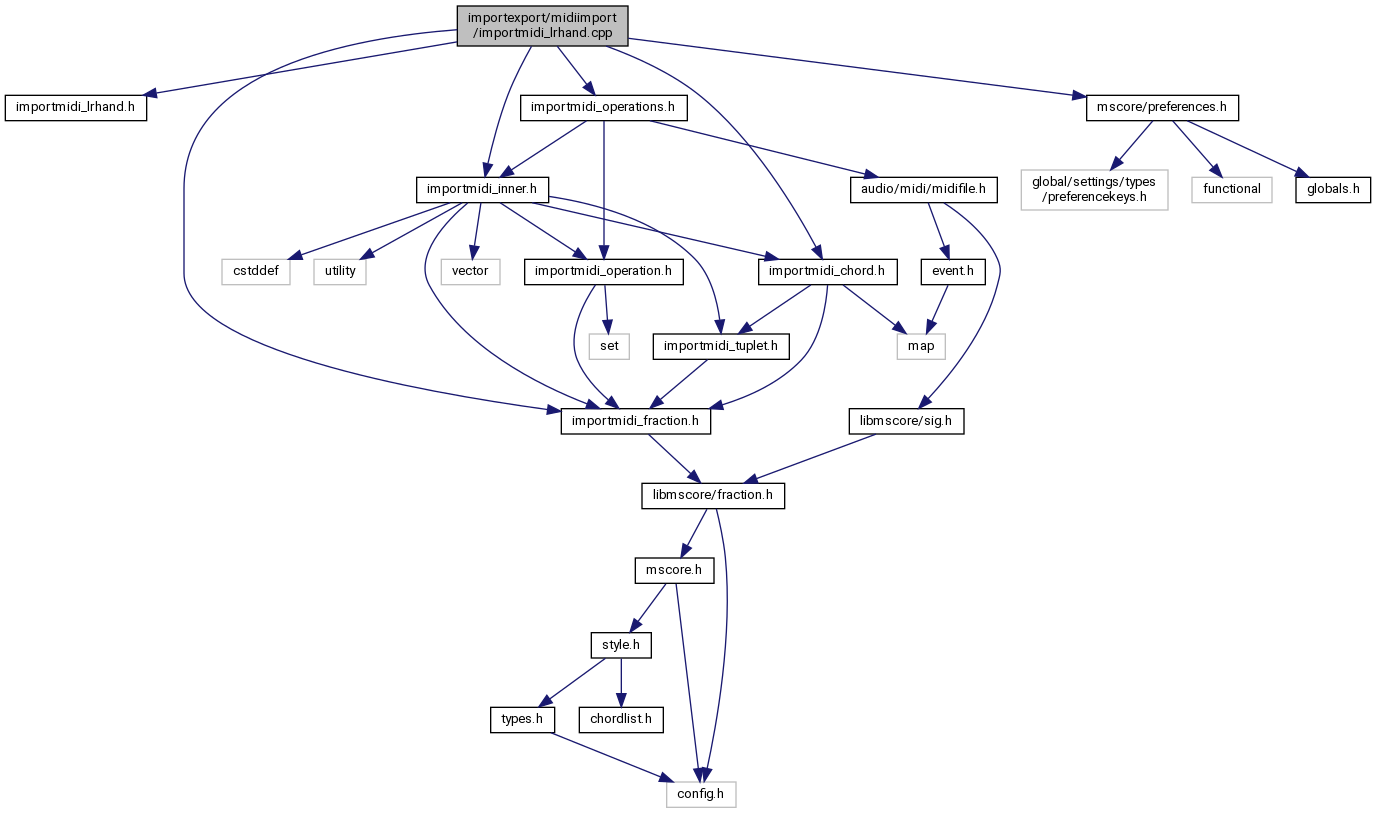 importexport/midiimport
/importmidi_lrhand.cpp
importmidi_lrhand.h
importmidi_operations.h
mscore/preferences.h
importmidi_inner.h
audio/midi/midifile.h
global/settings/types
/preferencekeys.h
functional
globals.h
cstddef
utility
vector
importmidi_operation.h
importmidi_chord.h
event.h
set
importmidi_tuplet.h
map
importmidi_fraction.h
libmscore/sig.h
libmscore/fraction.h
mscore.h
style.h
types.h
chordlist.h
config.h